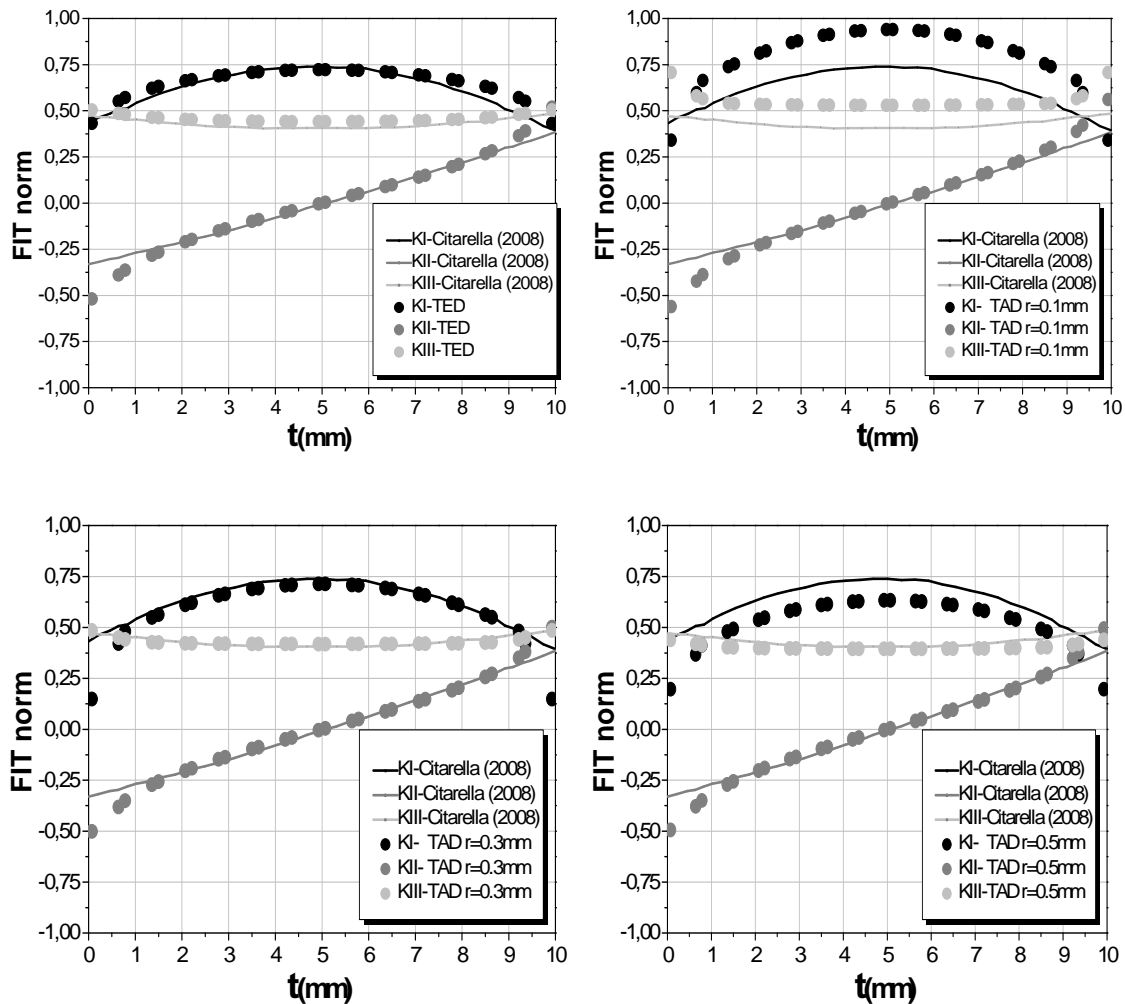 1,00
0,75
0,50
0,25
0,00
-0,25
-0,50
-0,75
-1,00
FIT norm
KI-Citarella (2008)
KII-Citarella (2008)
KIII-Citarella (2008)
KI-TED
KII-TED
KIII-TED
0 1 2 3 4 5 6 7 8 9 10
t(mm)
1,00
0,75
0,50
0,25
0,00
-0,25
-0,50
-0,75
-1,00
FIT norm
KI-Citarella (2008)
KII-Citarella (2008)
KIII-Citarella (2008)
KI- TAD r=0.1mm
KII- TAD r=0.1mm
KIII-TAD r=0.1mm
0 1 2 3 4 5 6 7 8 9 10
t(mm)
1,00
0,75
0,50
0,25
0,00
-0,25
-0,50
-0,75
-1,00
FIT norm
KI-Citarella (2008)
KII-Citarella (2008)
KIII-Citarella (2008)
KI- TAD r=0.3mm
KII- TAD r=0.3mm
KIII-TAD r=0.3mm
0 1 2 3 4 5 6 7 8 9 10
t(mm)
1,00
0,75
0,50
0,25
0,00
-0,25
-0,50
-0,75
-1,00
FIT norm
KI-Citarella (2008)
KII-Citarella (2008)
KIII-Citarella (2008)
KI- TAD r=0.5mm
KII- TAD r=0.5mm
KIII-TAD r=0.5mm
0 1 2 3 4 5 6 7 8 9 10
t(mm)